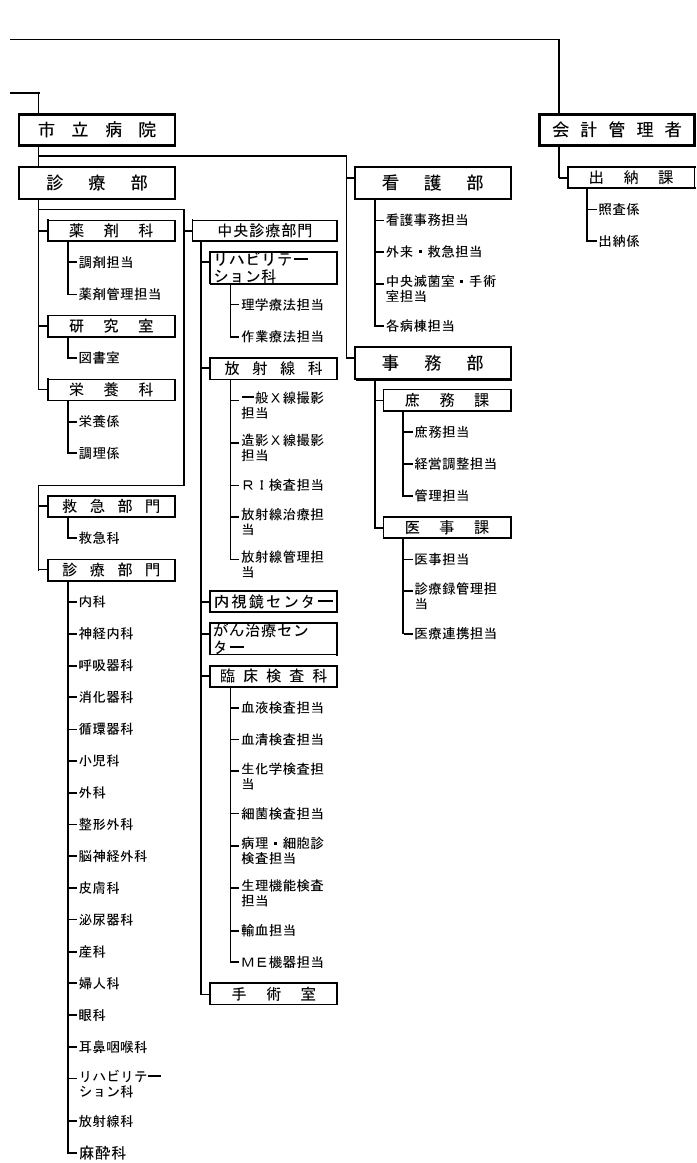 市立病院
診療部
薬剤科
調剤担当
薬剤管理担当
研究室
図書室
栄養科
栄養係
調理係
救急部門
救急科
診療部門
内科
神経内科
呼吸器科
消化器科
循環器科
小児科
外科
整形外科
脳神経外科
皮膚科
泌尿器科
産科
婦人科
眼科
耳鼻咽喉科
リハビリテー
ション科
放射線科
麻酔科
中央診療部門
リハビリテー
ション科
理学療法担当
作業療法担当
放射線科
一般X線撮影
担当
造影X線撮影
担当
ＲＩ検査担当
放射線治療担
当
放射線管理担
当
内視鏡センター
がん治療セン
ター
臨床検査科
血液検査担当
血清検査担当
生化学検査担
当
細菌検査担当
病理・細胞診
検査担当
生理機能検査
担当
輸血担当
ＭＥ機器担当
手術室
看護部
看護事務担当
外来・救急担当
中央滅菌室・手術
室担当
各病棟担当
事務部
庶務課
庶務担当
経営調整担当
管理担当
医事課
医事担当
診療録管理担
当
医療連携担当
会計管理者
出納課
照査係
出納係